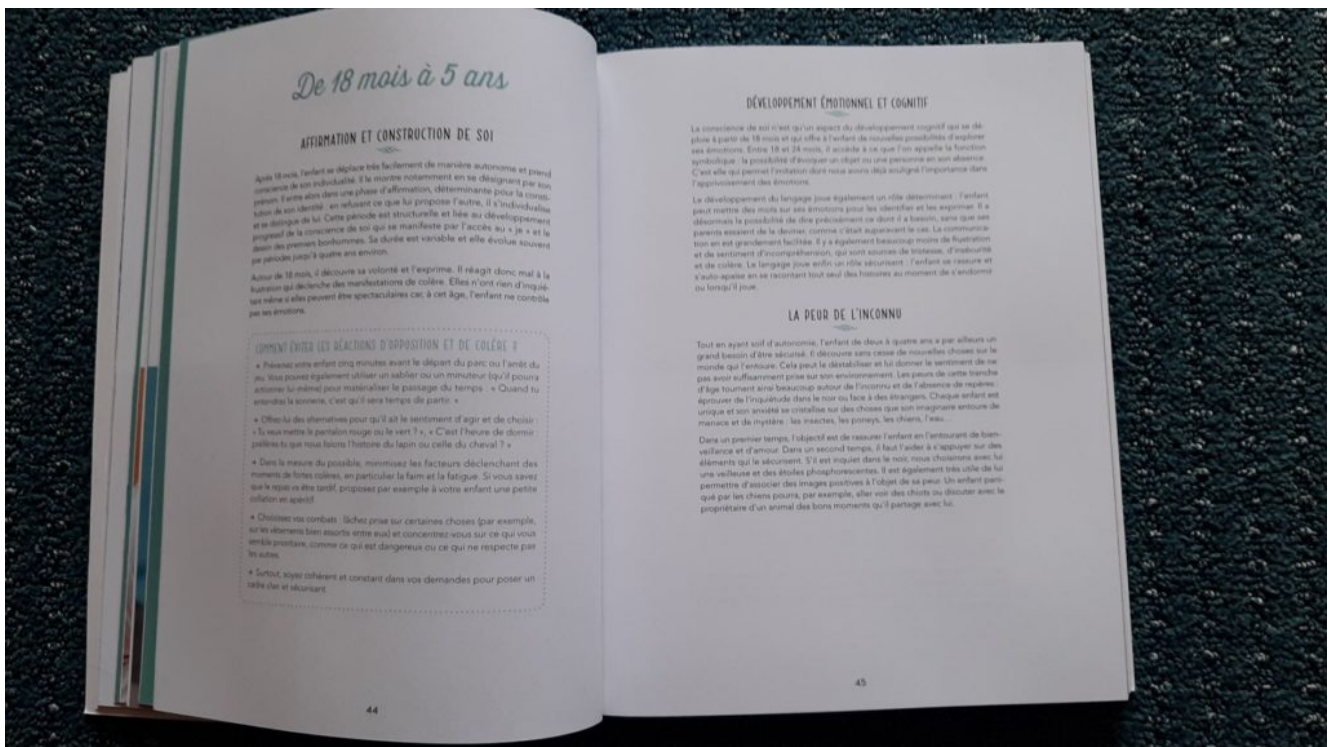 De 18 mois à 5 ans
AFFIRMATION ET CONSTRUCTION DE SOI
Après 18 mois, l'enfant se déplace très facilement de manière autonome et prend
conscience de son individualité. Il le montre notamment en se désignant par son
prénom. Il entre alors dans une phase d'affirmation, déterminante pour la consti-
tution de son identité : en refusant ce que lui propose l'autre, il s'individualise
et se distingue de lui. Cette période est structurelle et liée au développement
progressif de la conscience de soi qui se manifeste par l'accès au « je » et le
dessin des premiers bonhommes. Sa durée est variable et elle évolue souvent
par périodes jusqu'à quatre ans environ.
Autour de 18 mois, il découvre sa volonté et l'exprime. Il réagit donc mal à la
frustration qui déclenche des manifestations de colère. Elles n'ont rien d'inquié-
tant même si elles peuvent être spectaculaires car, à cet âge, l'enfant ne contrôle
pas ses émotions.
COMMENT ÉVITER LES RÉACTIONS D'OPPOSITION ET DE COLÈRE ?
+ Prévenez votre enfant cinq minutes avant le départ du parc ou l'arrêt du
jeu. Vous pouvez également utiliser un sablier ou un minuteur (qu'il pourra
actionner lui-même) pour matérialiser le passage du temps : « Quand tu
entendras la sonnerie, c'est qu'il sera temps de partir. »
+ Offrez-lui des alternatives pour qu'il ait le sentiment d'agir et de choisir :
« Tu veux mettre le pantalon rouge ou le vert ? », « C'est l'heure de dormir :
préfères-tu que nous lisions l'histoire du lapin ou celle du cheval ? »
+ Dans la mesure du possible, minimisez les facteurs déclenchant des
moments de fortes colères, en particulier la faim et la fatigue. Si vous savez
que le repas va être tardif, proposez par exemple à votre enfant une petite
collation en apéritif.
+ Choisissez vos combats : lâchez prise sur certaines choses (par exemple,
sur les vêtements bien assortis entre eux) et concentrez-vous sur ce qui vous
semble prioritaire, comme ce qui est dangereux ou ce qui ne respecte pas
les autres.
+ Surtout, soyez cohérent et constant dans vos demandes pour poser un
cadre clair et sécurisant.
44
DÉVELOPPEMENT ÉMOTIONNEL ET COGNITIF
La conscience de soi n'est qu'un aspect du développement cognitif qui se dé-
ploie à partir de 18 mois et qui offre à l'enfant de nouvelles possibilités d'explorer
ses émotions. Entre 18 et 24 mois, il accède à ce que l'on appelle la fonction
symbolique : la possibilité d'évoquer un objet ou une personne en son absence.
C'est elle qui permet l'imitation dont nous avons déjà souligné l'importance dans
l'apprivoisement des émotions.
Le développement du langage joue également un rôle déterminant : l'enfant
peut mettre des mots sur ses émotions pour les identifier et les exprimer. Il a
désormais la possibilité de dire précisément ce dont il a besoin, sans que ses
parents essaient de le deviner, comme c'était auparavant le cas. La communica-
tion en est grandement facilitée. Il y a également beaucoup moins de frustration
et de sentiment d'incompréhension, qui sont sources de tristesse, d'insécurité
et de colère. Le langage joue enfin un rôle sécurisant : l'enfant se rassure et
s'auto-apaise en se racontant tout seul des histoires au moment de s'endormir
ou lorsqu'il joue.
LA PEUR DE L'INCONNU
Tout en ayant soif d'autonomie, l'enfant de deux à quatre ans a par ailleurs un
grand besoin d'être sécurisé. Il découvre sans cesse de nouvelles choses sur le
monde qui l'entoure. Cela peut le déstabiliser et lui donner le sentiment de ne
pas avoir suffisamment prise sur son environnement. Les peurs de cette tranche
d'âge tournent ainsi beaucoup autour de l'inconnu et de l'absence de repères :
éprouver de l'inquiétude dans le noir ou face à des étrangers. Chaque enfant est
unique et son anxiété se cristallise sur des choses que son imaginaire entoure de
menace et de mystère : les insectes, les poneys, les chiens, l'eau...
Dans un premier temps, l'objectif est de rassurer l'enfant en l'entourant de bien-
veillance et d'amour. Dans un second temps, il faut l'aider à s'appuyer sur des
éléments qui le sécurisent. S'il est inquiet dans le noir, nous choisirons avec lui
une veilleuse et des étoiles phosphorescentes. Il est également très utile de lui
permettre d'associer des images positives à l'objet de sa peur. Un enfant pani-
qué par les chiens pourra, par exemple, aller voir des chiots ou discuter avec le
propriétaire d'un animal des bons moments qu'il partage avec lui.
45